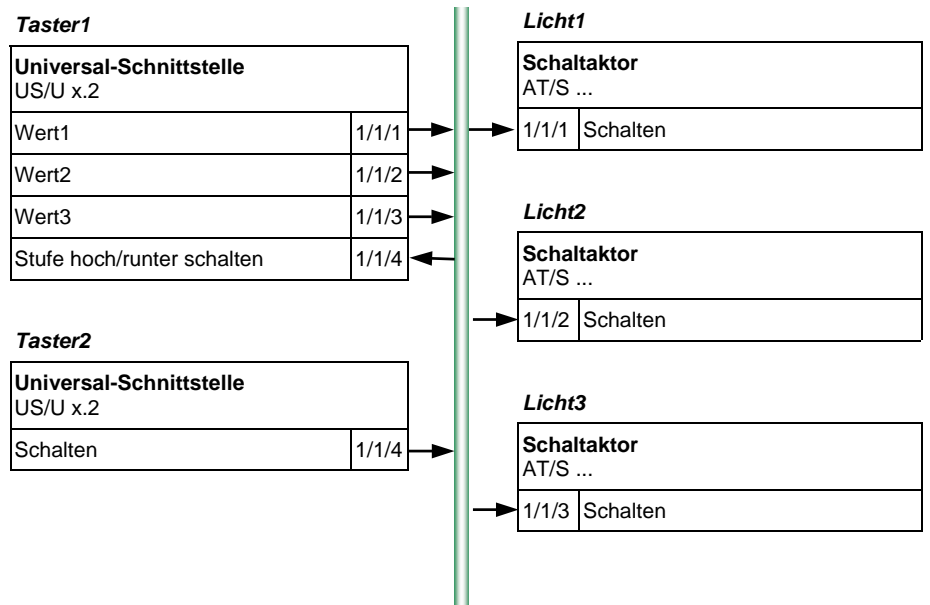 Taster1
Universal-Schnittstelle
US/U x.2
Wert1 1/1/1
Wert2 1/1/2
Wert3 1/1/3
Stufe hoch/runter schalten 1/1/4
Taster2
Universal-Schnittstelle
US/U x.2
Schalten 1/1/4
Licht1
Schaltaktor
AT/S ...
1/1/1 Schalten
Licht2
Schaltaktor
AT/S ...
1/1/2 Schalten
Licht3
Schaltaktor
AT/S ...
1/1/3 Schalten